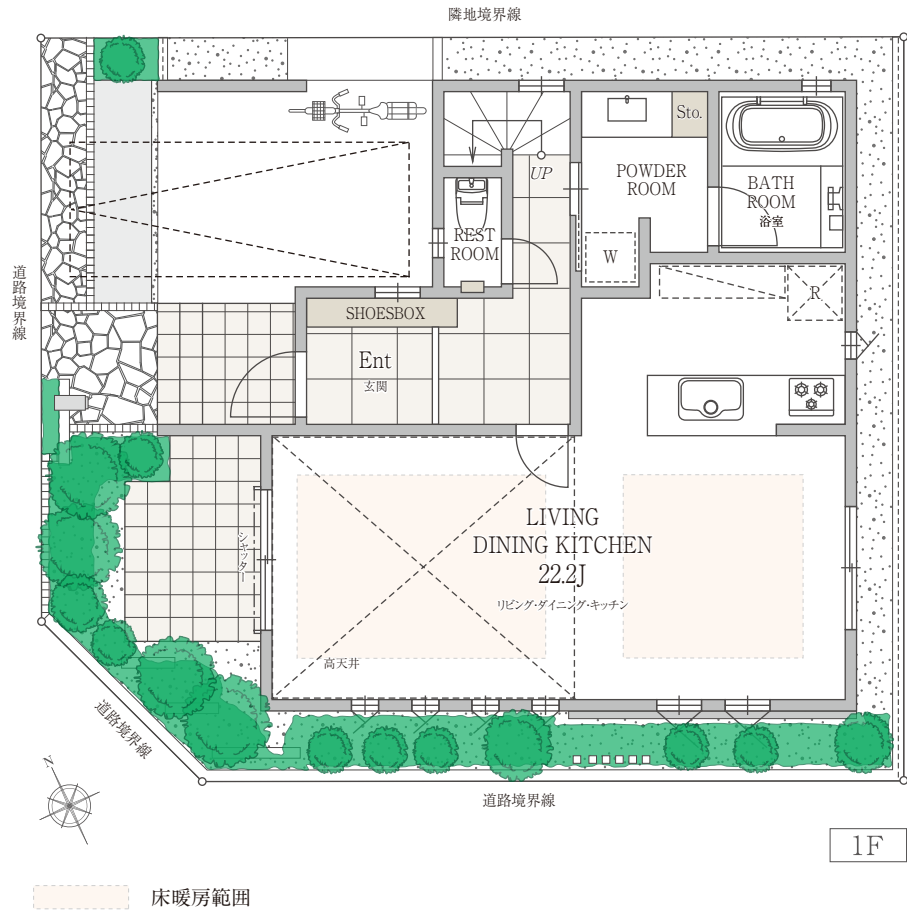 隣地境界線
Sto.
UP
POWDER
ROOM
BATH
ROOM
浴室
REST
ROOM
W
R
道路境界線
SHOESBOX
Ent
玄関
シャッター
LIVING
DINING KITCHEN
22.2J
リビング・ダイニング・キッチン
高天井
道路境界線
道路境界線
N
1F
床暖房範囲